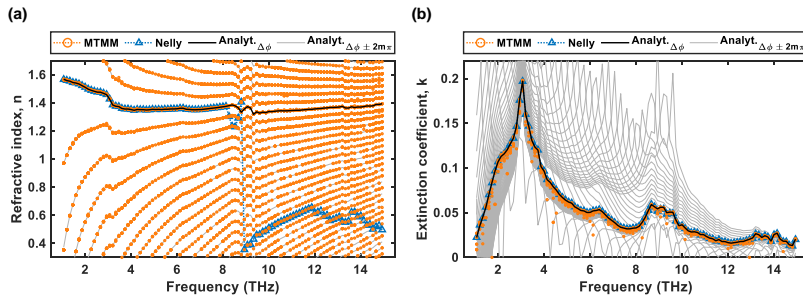 (a)
MTMM Nelly Analyt. Δϕ Analyt. Δϕ ± 2mπ
Refractive index, n
1.6
1.4
1.2
1
0.8
0.6
0.4
2 4 6 8 10 12 14
Frequency (THz)
(b)
MTMM Nelly Analyt. Δϕ Analyt. Δϕ ± 2mπ
Extinction coefficient, k
0.2
0.15
0.1
0.05
0
2 4 6 8 10 12 14
Frequency (THz)